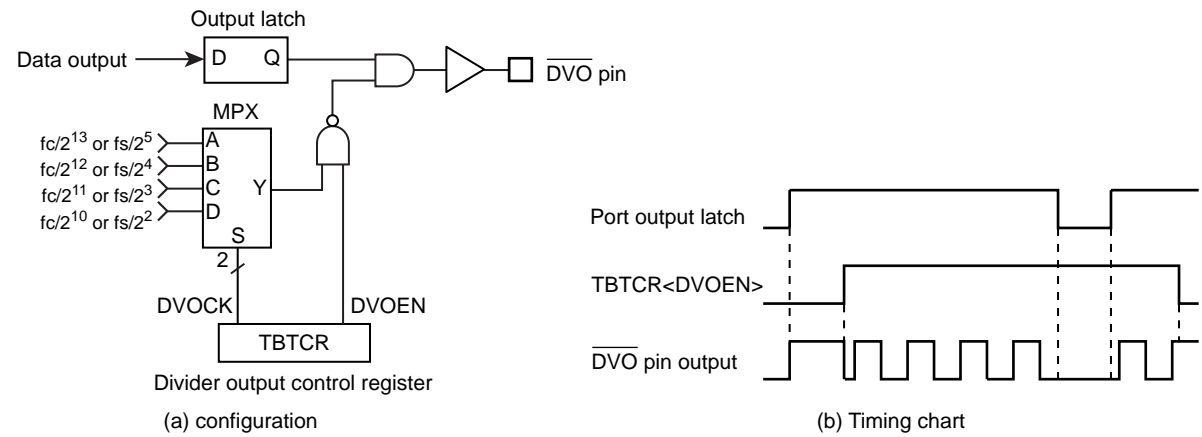 Output latch
Data output
D
Q
DVO pin
MPX
fc/2^13 or fs/2^5
A
fc/2^12 or fs/2^4
B
fc/2^11 or fs/2^3
C
Y
fc/2^10 or fs/2^2
D
S
2
DVOCK
DVOEN
TBTCR
Divider output control register
(a) configuration
Port output latch
TBTCR<DVOEN>
DVO pin output
(b) Timing chart